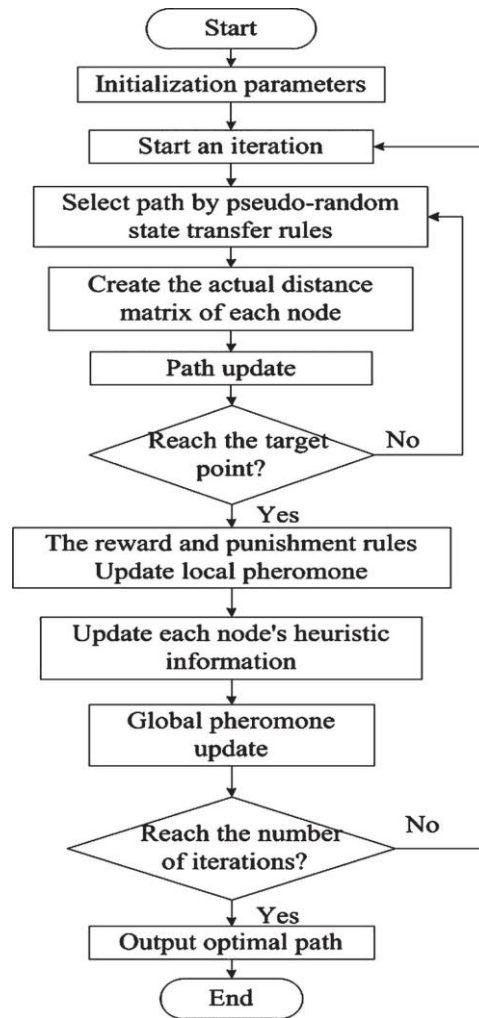 Start
Initialization parameters
Start an iteration
Select path by pseudo-random
state transfer rules
Create the actual distance
matrix of each node
Path update
Reach the target
point?
No
Yes
The reward and punishment rules
Update local pheromone
Update each node's heuristic
information
Global pheromone
update
Reach the number
of iterations?
No
Yes
Output optimal path
End